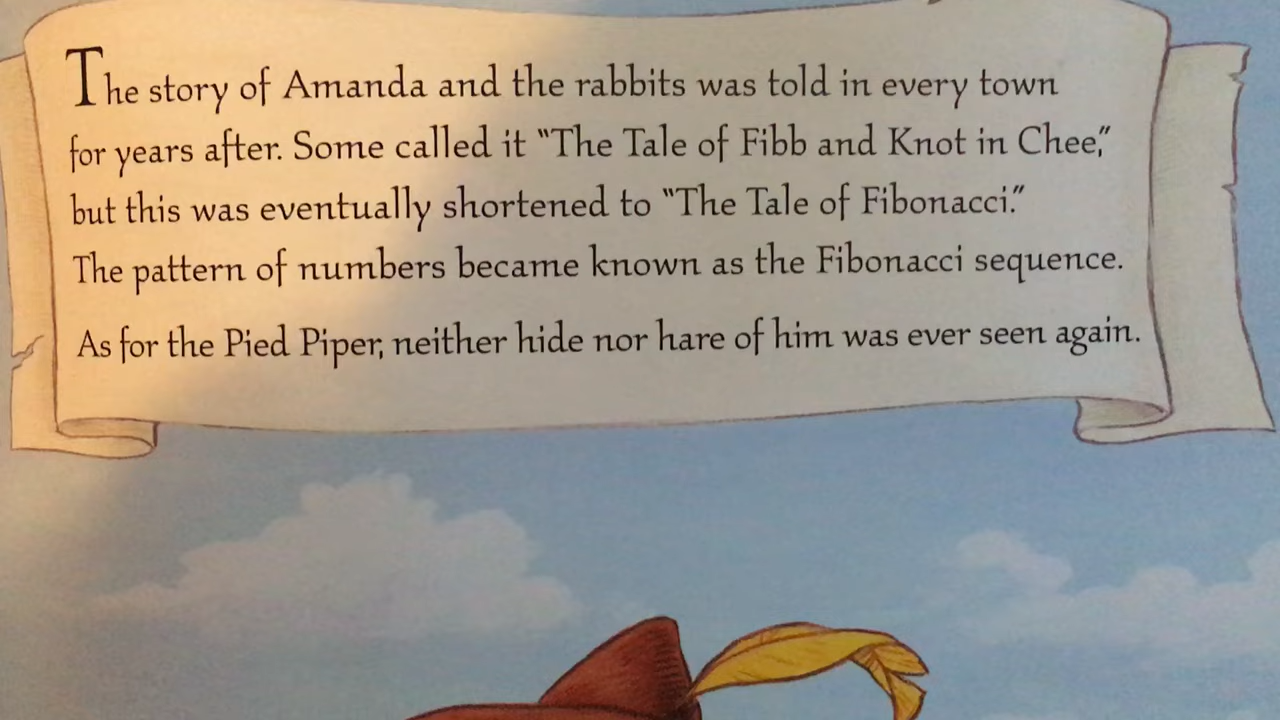 The story of Amanda and the rabbits was told in every town
for years after. Some called it "The Tale of Fibb and Knot in Chee,"
but this was eventually shortened to "The Tale of Fibonacci."
The pattern of numbers became known as the Fibonacci sequence.
As for the Pied Piper, neither hide nor hare of him was ever seen again.